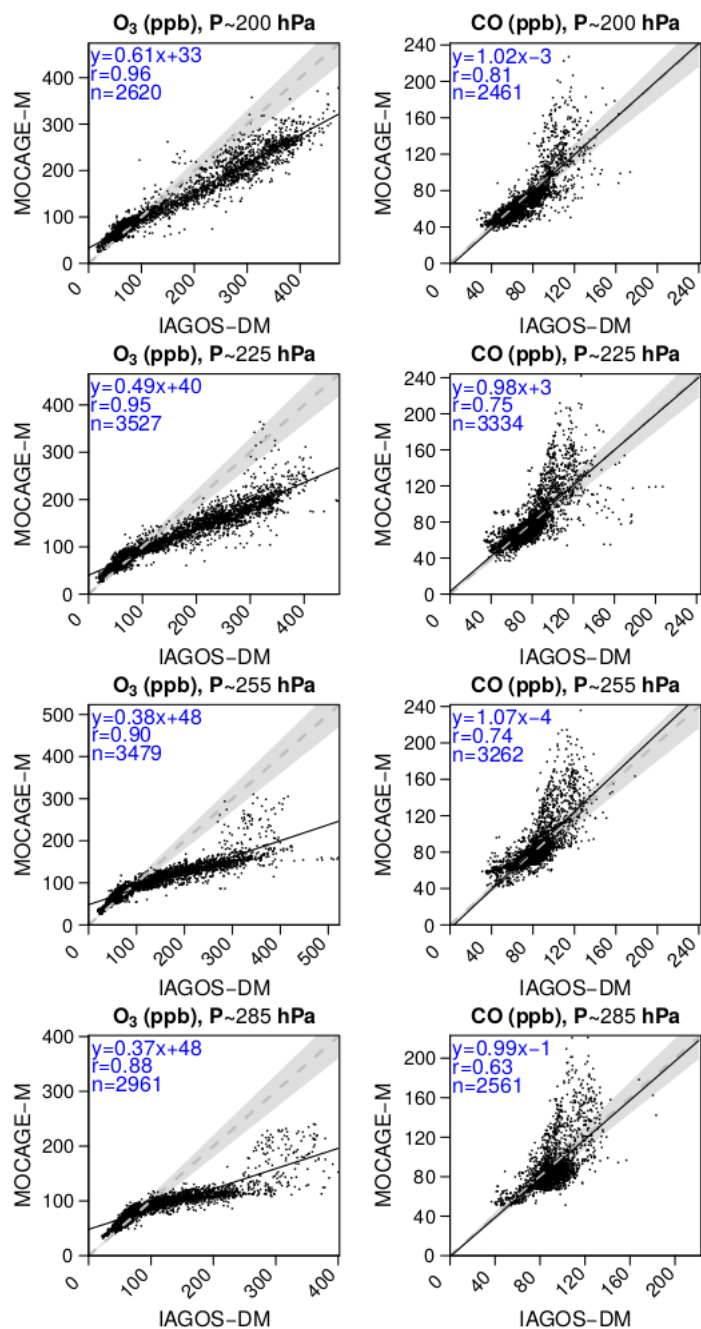 O₃ (ppb), P~200 hPa
y=0.61x+33
r=0.96
n=2620
MOCAGE−M
400
300
200
100
0
0 100 200 300 400
IAGOS−DM
CO (ppb), P~200 hPa
y=1.02x−3
r=0.81
n=2461
MOCAGE−M
240
200
160
120
80
40
0
0 40 80 120 160 200 240
IAGOS−DM
O₃ (ppb), P~225 hPa
y=0.49x+40
r=0.95
n=3527
MOCAGE−M
400
300
200
100
0
0 100 200 300 400
IAGOS−DM
CO (ppb), P~225 hPa
y=0.98x+3
r=0.75
n=3334
MOCAGE−M
240
200
160
120
80
40
0
0 40 80 120 160 200 240
IAGOS−DM
O₃ (ppb), P~255 hPa
y=0.38x+48
r=0.90
n=3479
MOCAGE−M
500
400
300
200
100
0
0 100 200 300 400 500
IAGOS−DM
CO (ppb), P~255 hPa
y=1.07x−4
r=0.74
n=3262
MOCAGE−M
240
200
160
120
80
40
0
0 40 80 120 160 200 240
IAGOS−DM
O₃ (ppb), P~285 hPa
y=0.37x+48
r=0.88
n=2961
MOCAGE−M
400
300
200
100
0
0 100 200 300 400
IAGOS−DM
CO (ppb), P~285 hPa
y=0.99x−1
r=0.63
n=2561
MOCAGE−M
200
160
120
80
40
0
0 40 80 120 160 200
IAGOS−DM